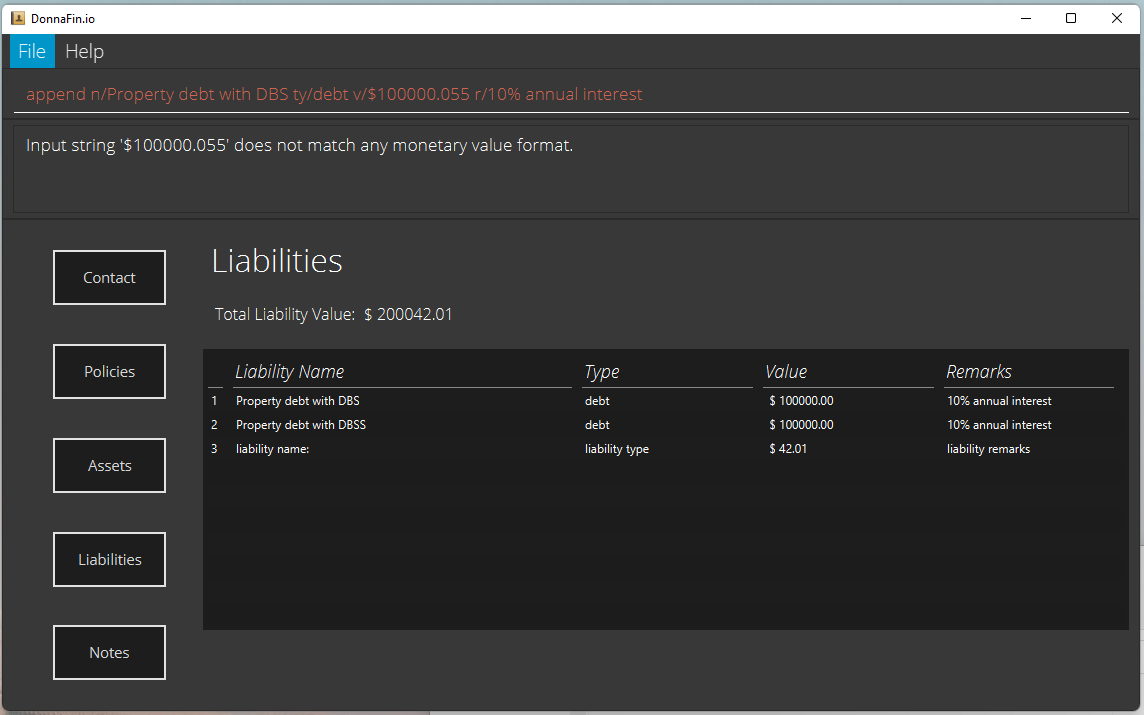 DonnaFin.io
File Help
append n/Property debt with DBS ty/debt v/$100000.055 r/10% annual interest
Input string '$100000.055' does not match any monetary value format.
Contact
Policies
Assets
Liabilities
Notes
Liabilities
Total Liability Value: $ 200042.01
Liability Name Type Value Remarks
1 Property debt with DBS debt $ 100000.00 10% annual interest
2 Property debt with DBSS debt $ 100000.00 10% annual interest
3 liability name: liability type $ 42.01 liability remarks